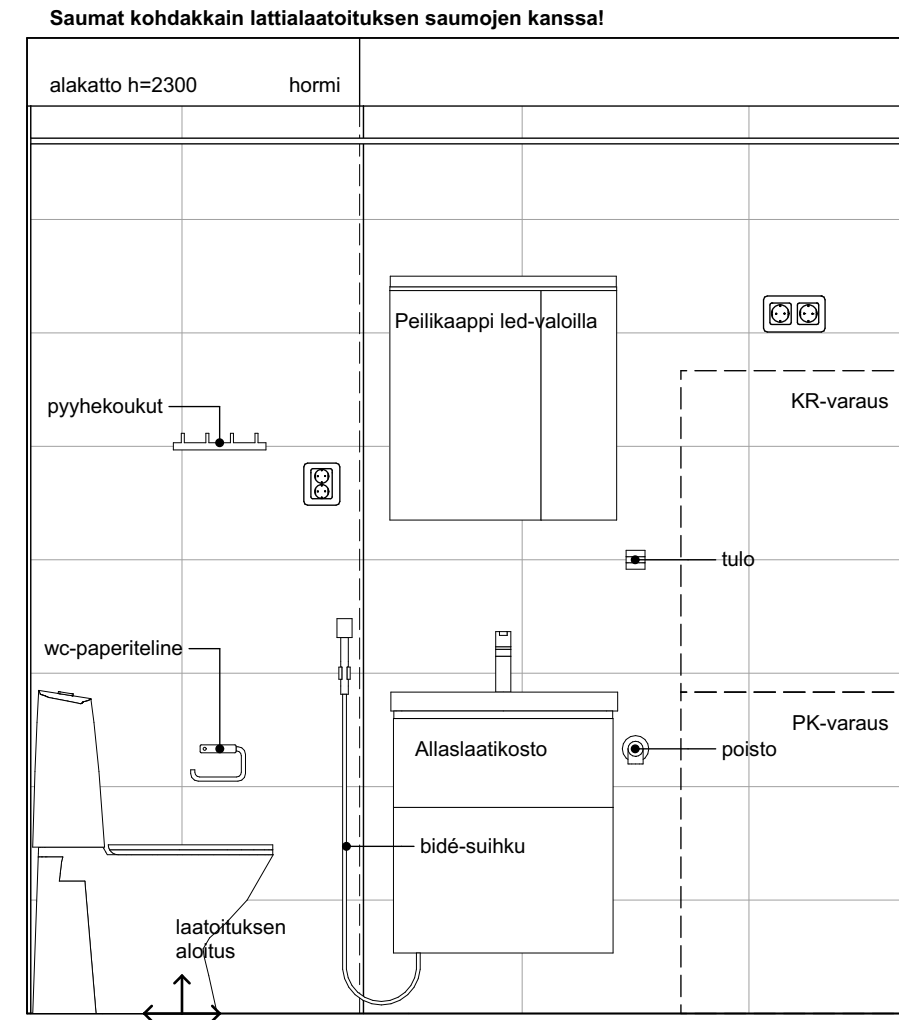 Saumat kohdakkain lattialaatoituksen saumojen kanssa!
alakatto h=2300
hormi
Peilikaappi led-valoilla
KR-varaus
pyyhekoukut
tulo
wc-paperiteline
PK-varaus
Allaslaatikosto
poisto
bidé-suihku
laatoituksen
aloitus